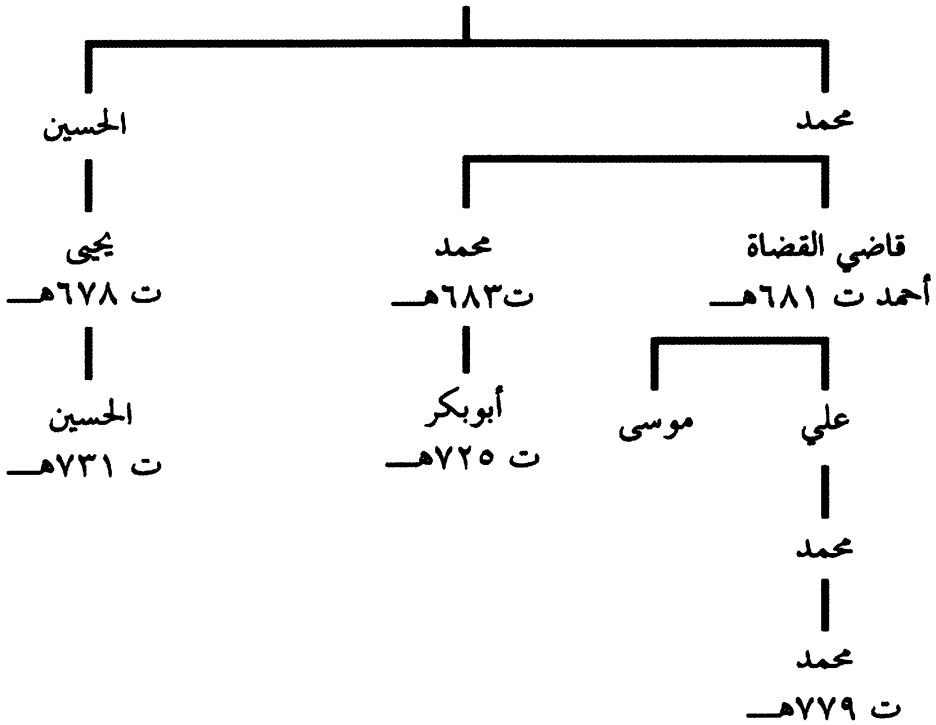 محمد
الحسين
قاضي القضاة
أحمد ت ٦٨١هـ
محمد
ت٦٨٣هـ
يحيى
ت ٦٧٨هـ
علي
موسى
أبوبكر
ت ٧٢٥هـ
الحسين
ت ٧٣١هـ
محمد
محمد
ت ٧٧٩هـ